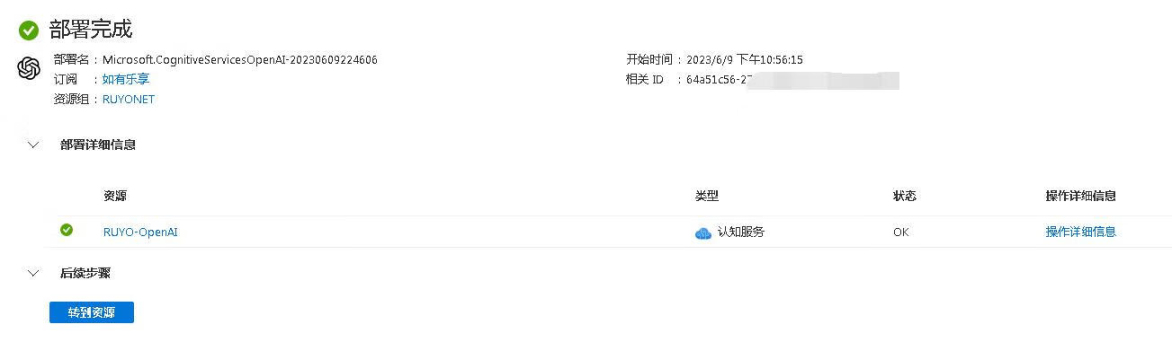 部署完成
部署名：Microsoft.CognitiveServicesOpenAI-20230609224606
开始时间：2023/6/9 下午10:56:15
订阅：如有乐享
相关 ID：64a51c56-2
资源组：RUYONET
部署详细信息
资源 类型 状态 操作详细信息
RUYO-OpenAI 认知服务 OK 操作详细信息
后续步骤
转到资源